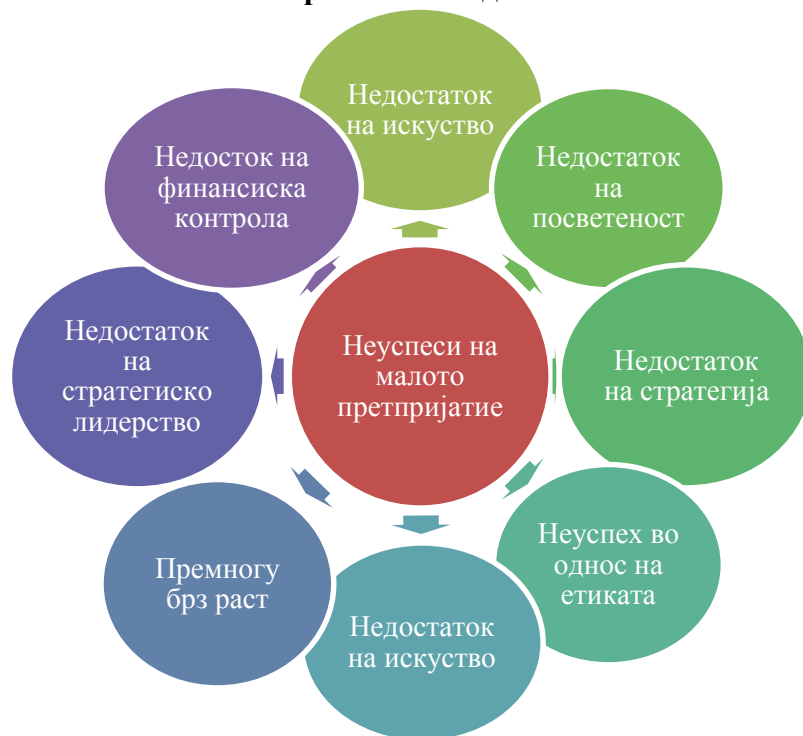 Недостаток
на искуство
Недостаток
на
посветеност
Недостаток
на стратегија
Неуспех во
однос на
етиката
Недостаток
на искуство
Премногу
брз раст
Недостаток
на
стратегиско
лидерство
Недосток на
финансиска
контрола
Неуспеси на
малото
претпријатие